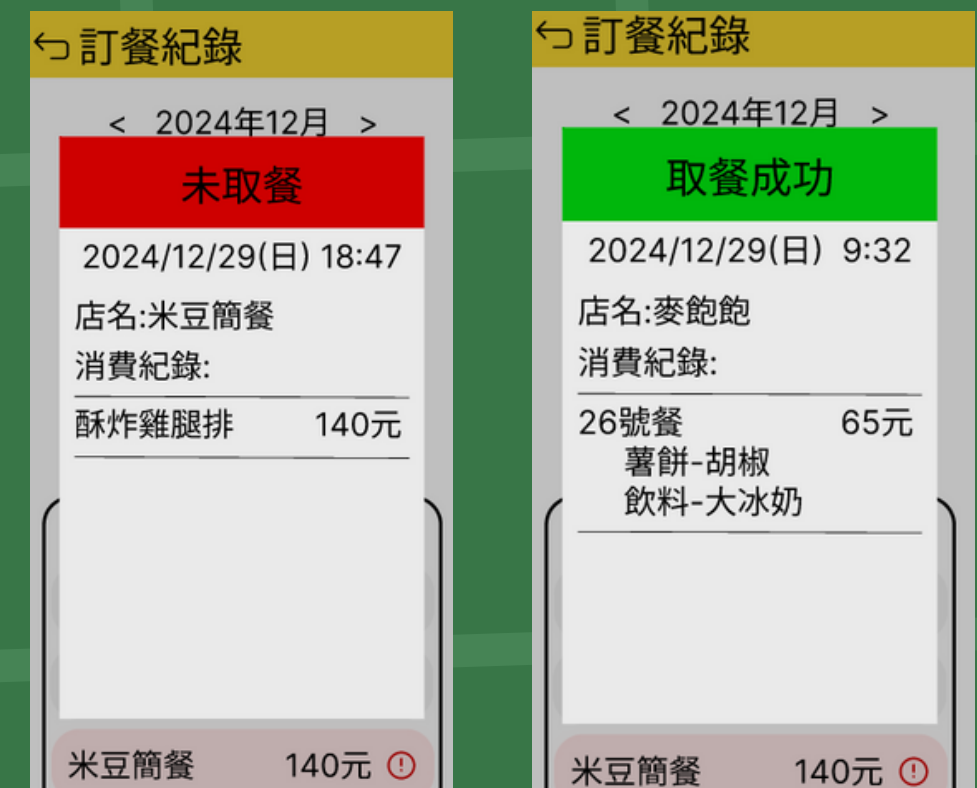 訂餐紀錄
< 2024年12月 >
未取餐
2024/12/29(日) 18:47
店名:米豆簡餐
消費紀錄:
酥炸雞腿排 140元
米豆簡餐 140元
訂餐紀錄
< 2024年12月 >
取餐成功
2024/12/29(日) 9:32
店名:麥飽飽
消費紀錄:
26號餐 65元
薯餅-胡椒
飲料-大冰奶
米豆簡餐 140元